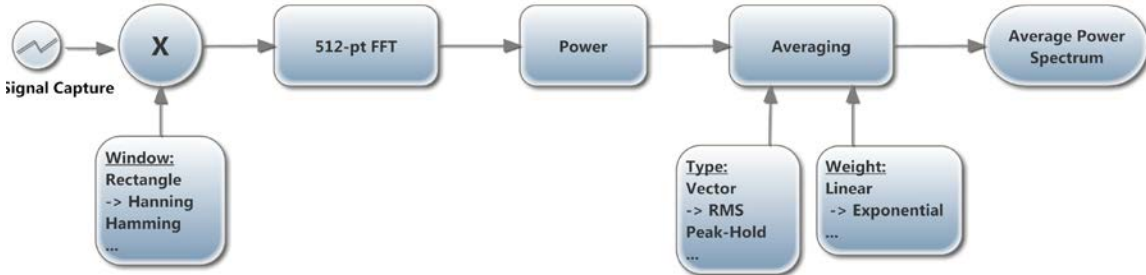 X
512-pt FFT
Power
Averaging
Average Power
Spectrum
Signal Capture
Window:
Rectangle
-> Hanning
Hamming
...
Type:
Vector
-> RMS
Peak-Hold
...
Weight:
Linear
-> Exponential
...